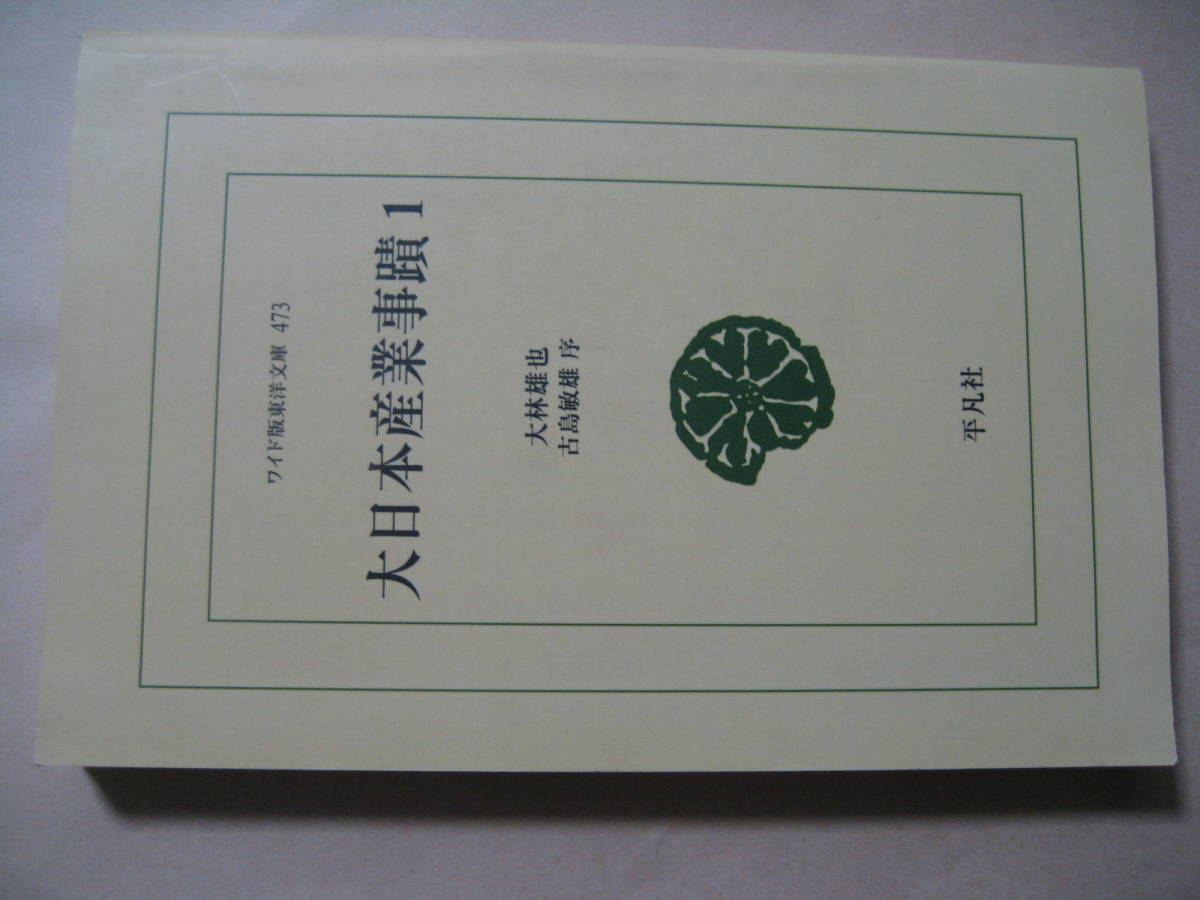 ワイド版東洋文庫 473
大日本産業事蹟 1
大林雄也
古島敏雄 序
平凡社